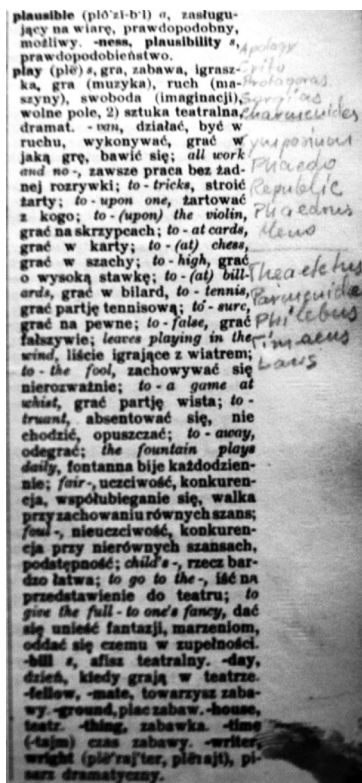 plausible (plō'zi-b'l) a, zasługu-
jący na wiarę, prawdopodobny,
możliwy. -ness, plausibility s,
prawdopodobieństwo.
play (plē) s, gra, zabawa, igrasz-
ka, gra (muzyka), ruch (ma-
szyny), swoboda (imaginacji),
wolne pole, 2) sztuka teatralna,
dramat. - van, działać, być w
ruchu, wykonywać, grać w
jaką grę, bawić się; all work
and no -, zawsze praca bez żad-
nej rozrywki; to - tricks, stroić
żarty; to - upon one, żartować
z kogo; to - (upon) the violin,
grać na skrzypcach; to - at cards,
grać w karty; to - (at) chess,
grać w szachy; to - high, grać
o wysoką stawkę; to - (at) bill-
ards, grać w bilard, to - tennis,
grać partję tennisową; to - surc,
grać na pewne; to - false, grać
fałszywie; leaves playing in the
wind, liście igrające z wiatrem;
to - the fool, zachowywać się
nierozważnie; to - a game at
whist, grać partję wista; to -
truant, absentować się, nie
chodzić, opuszczać; to - away,
odegrać; the fountain plays
daily, fontanna bije każdodzien-
nie; fair -, uczciwość, konkuren-
cja, współubieganie się, walka
przy zachowaniu równych szans;
foul -, nieuczciwość, konkuren-
cja przy nierównych szansach,
podstępność; child's -, rzecz bar-
dzo łatwa; to go to the -, iść na
przedstawienie do teatru; to
give the full - to one's fancy, dać
się unieść fantazji, marzeniom,
oddać się czemu w zupełności.
-bill s, afisz teatralny. -day,
dzień, kiedy grają w teatrze.
-fellow, -mate, towarzysz zaba-
wy. -ground, plac zabaw. -house,
teatr. -thing, zabawka. -time
(-tajm) czas zabawy. -writer,
wright (plē'raj'ter, plē'rajt), pi-
sarz dramatyczny.
Apology
Crito
Protagoras
Gorgias
Charmenides
Symposium
Phaedo
Republic
Phaedrus
Meno
Theaetetus
Parmenides
Philebus
Timaeus
Laws